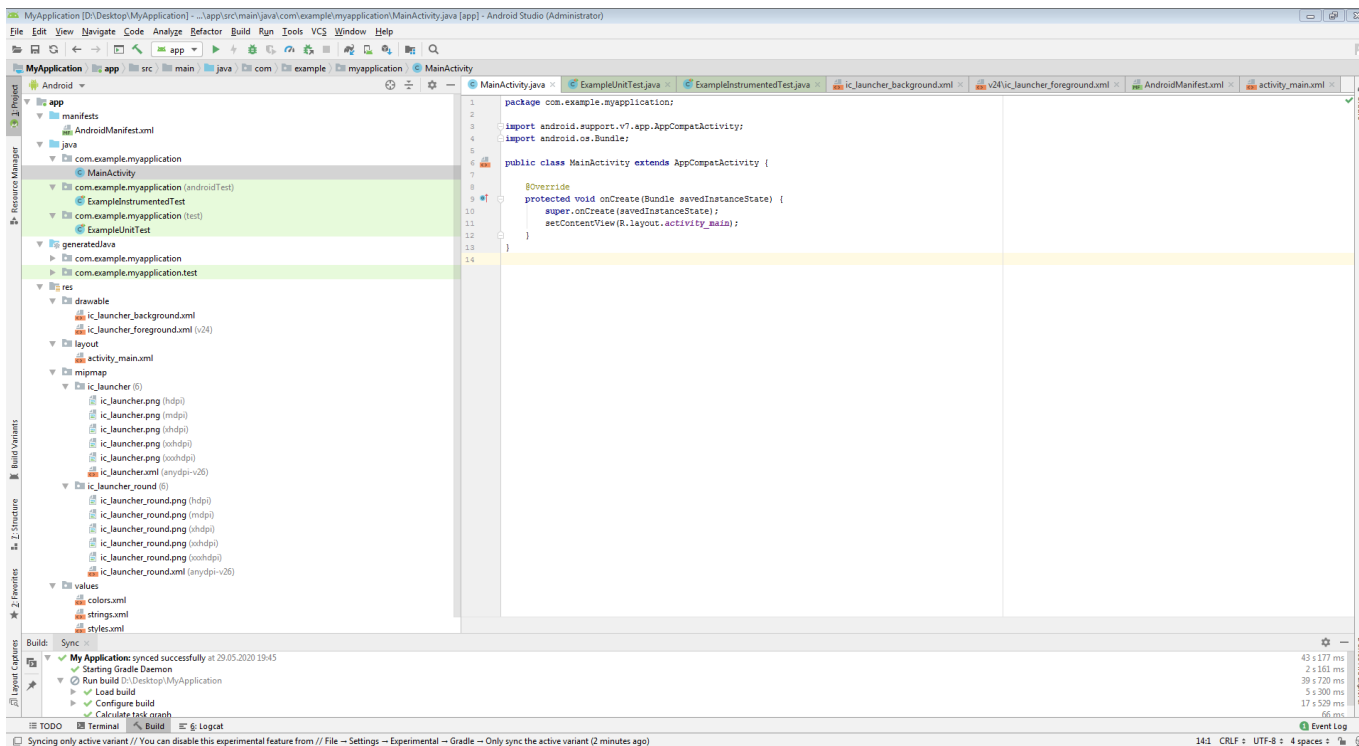 MyApplication [D:\Desktop\MyApplication] - ...\app\src\main\java\com\example\myapplication\MainActivity.java [app] - Android Studio (Administrator)
File Edit View Navigate Code Analyze Refactor Build Run Tools VCS Window Help
app
MyApplication app src main java com example myapplication MainActivity
Android
MainActivity.java ExampleUnitTest.java ExampleInstrumentedTest.java ic_launcher_background.xml v24\ic_launcher_foreground.xml AndroidManifest.xml activity_main.xml
1: Project
Resource Manager
Build Variants
Z: Structure
2: Favorites
Layout Captures
app
manifests
AndroidManifest.xml
java
com.example.myapplication
MainActivity
com.example.myapplication (androidTest)
ExampleInstrumentedTest
com.example.myapplication (test)
ExampleUnitTest
generatedJava
com.example.myapplication
com.example.myapplication.test
res
drawable
ic_launcher_background.xml
ic_launcher_foreground.xml (v24)
layout
activity_main.xml
mipmap
ic_launcher (6)
ic_launcher.png (hdpi)
ic_launcher.png (mdpi)
ic_launcher.png (xhdpi)
ic_launcher.png (xxhdpi)
ic_launcher.png (xxxhdpi)
ic_launcher.xml (anydpi-v26)
ic_launcher_round (6)
ic_launcher_round.png (hdpi)
ic_launcher_round.png (mdpi)
ic_launcher_round.png (xhdpi)
ic_launcher_round.png (xxhdpi)
ic_launcher_round.png (xxxhdpi)
ic_launcher_round.xml (anydpi-v26)
values
colors.xml
strings.xml
styles.xml
1 package com.example.myapplication;
2
3 import android.support.v7.app.AppCompatActivity;
4 import android.os.Bundle;
5
6 public class MainActivity extends AppCompatActivity {
7
8 @Override
9 protected void onCreate(Bundle savedInstanceState) {
10 super.onCreate(savedInstanceState);
11 setContentView(R.layout.activity_main);
12 }
13 }
14
Build: Sync
My Application: synced successfully at 29.05.2020 19:45 43 s 177 ms
Starting Gradle Daemon 2 s 161 ms
Run build D:\Desktop\MyApplication 39 s 720 ms
Load build 5 s 300 ms
Configure build 17 s 529 ms
Calculate task graph 66 ms
TODO Terminal Build 6: Logcat 1 Event Log
Syncing only active variant // You can disable this experimental feature from // File → Settings → Experimental → Gradle → Only sync the active variant (2 minutes ago) 14:1 CRLF UTF-8 4 spaces